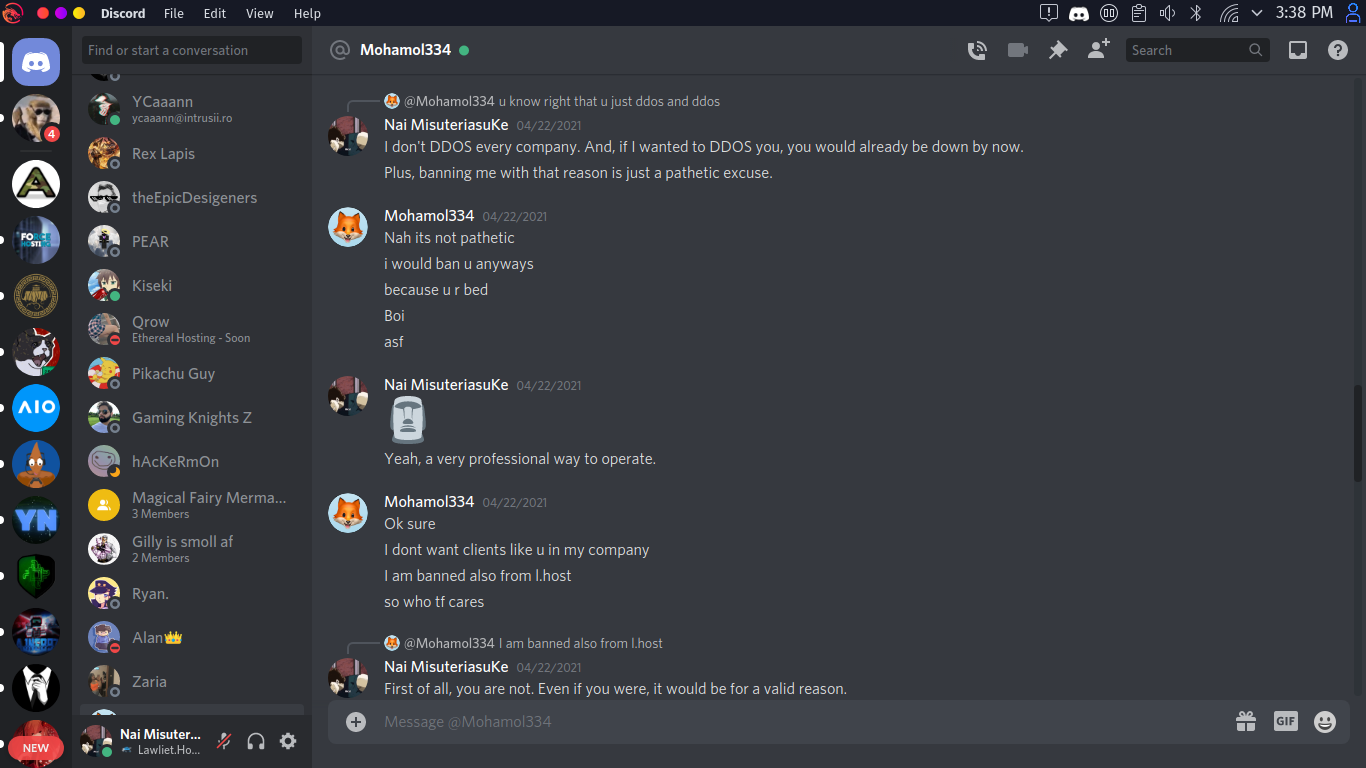 Discord File Edit View Help
3:38 PM
Find or start a conversation
YCaaann
ycaaann@intrusii.ro
Rex Lapis
theEpicDesigeners
PEAR
Kiseki
Qrow
Ethereal Hosting - Soon
Pikachu Guy
Gaming Knights Z
hAcKeRmOn
Magical Fairy Merma...
3 Members
Gilly is smoll af
2 Members
Ryan.
Alan👑
Zaria
Nai Misuter...
Lawliet.Ho...
4
A
FORCE
AIO
YN
NEW
@ Mohamol334
Search
@Mohamol334 u know right that u just ddos and ddos
Nai MisuteriasuKe 04/22/2021
I don't DDOS every company. And, if I wanted to DDOS you, you would already be down by now.
Plus, banning me with that reason is just a pathetic excuse.
Mohamol334 04/22/2021
Nah its not pathetic
i would ban u anyways
because u r bed
Boi
asf
Nai MisuteriasuKe 04/22/2021
Yeah, a very professional way to operate.
Mohamol334 04/22/2021
Ok sure
I dont want clients like u in my company
I am banned also from l.host
so who tf cares
@Mohamol334 I am banned also from l.host
Nai MisuteriasuKe 04/22/2021
First of all, you are not. Even if you were, it would be for a valid reason.
Message @Mohamol334
GIF